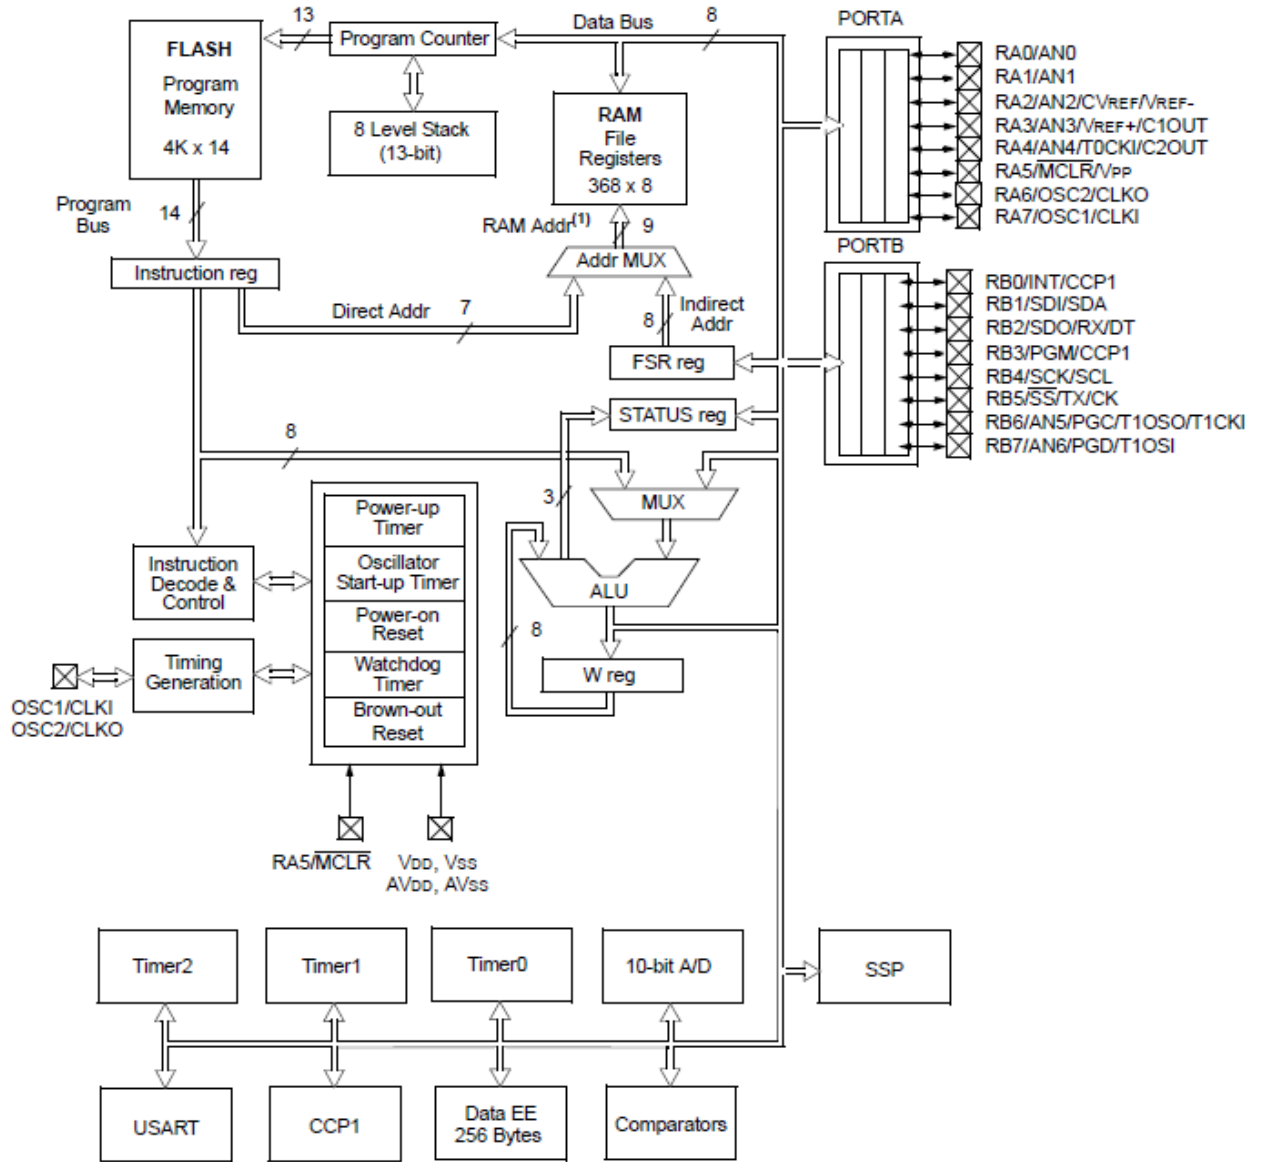 13
Data Bus
8
PORTA
FLASH
Program
Memory
4K x 14
Program Counter
8 Level Stack
(13-bit)
RAM
File
Registers
368 x 8
RA0/AN0
RA1/AN1
RA2/AN2/CVREF/VREF-
RA3/AN3/VREF+/C1OUT
RA4/AN4/T0CKI/C2OUT
RA5/MCLR/VPP
RA6/OSC2/CLKO
RA7/OSC1/CLKI
Program
Bus
14
RAM Addr(1)
9
PORTB
Instruction reg
Addr MUX
Direct Addr
7
Indirect
Addr
8
FSR reg
RB0/INT/CCP1
RB1/SDI/SDA
RB2/SDO/RX/DT
RB3/PGM/CCP1
RB4/SCK/SCL
RB5/SS/TX/CK
RB6/AN5/PGC/T1OSO/T1CKI
RB7/AN6/PGD/T1OSI
STATUS reg
8
3
MUX
Power-up
Timer
Oscillator
Start-up Timer
Power-on
Reset
Watchdog
Timer
Brown-out
Reset
Instruction
Decode &
Control
ALU
8
Timing
Generation
W reg
OSC1/CLKI
OSC2/CLKO
RA5/MCLR
VDD, VSS
AVDD, AVSS
Timer2
Timer1
Timer0
10-bit A/D
SSP
USART
CCP1
Data EE
256 Bytes
Comparators